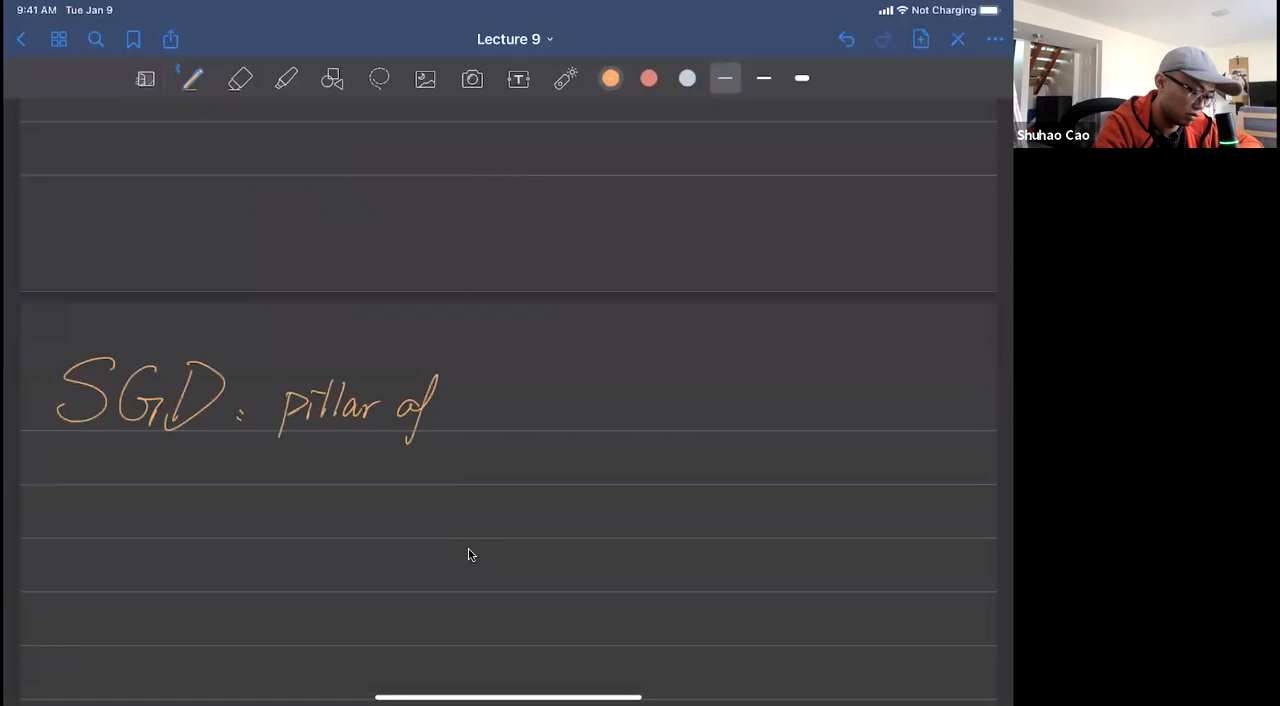 9:41 AM Tue Jan 9
Not Charging
Lecture 9
T
Shuhao Cao
SGD: pillar of